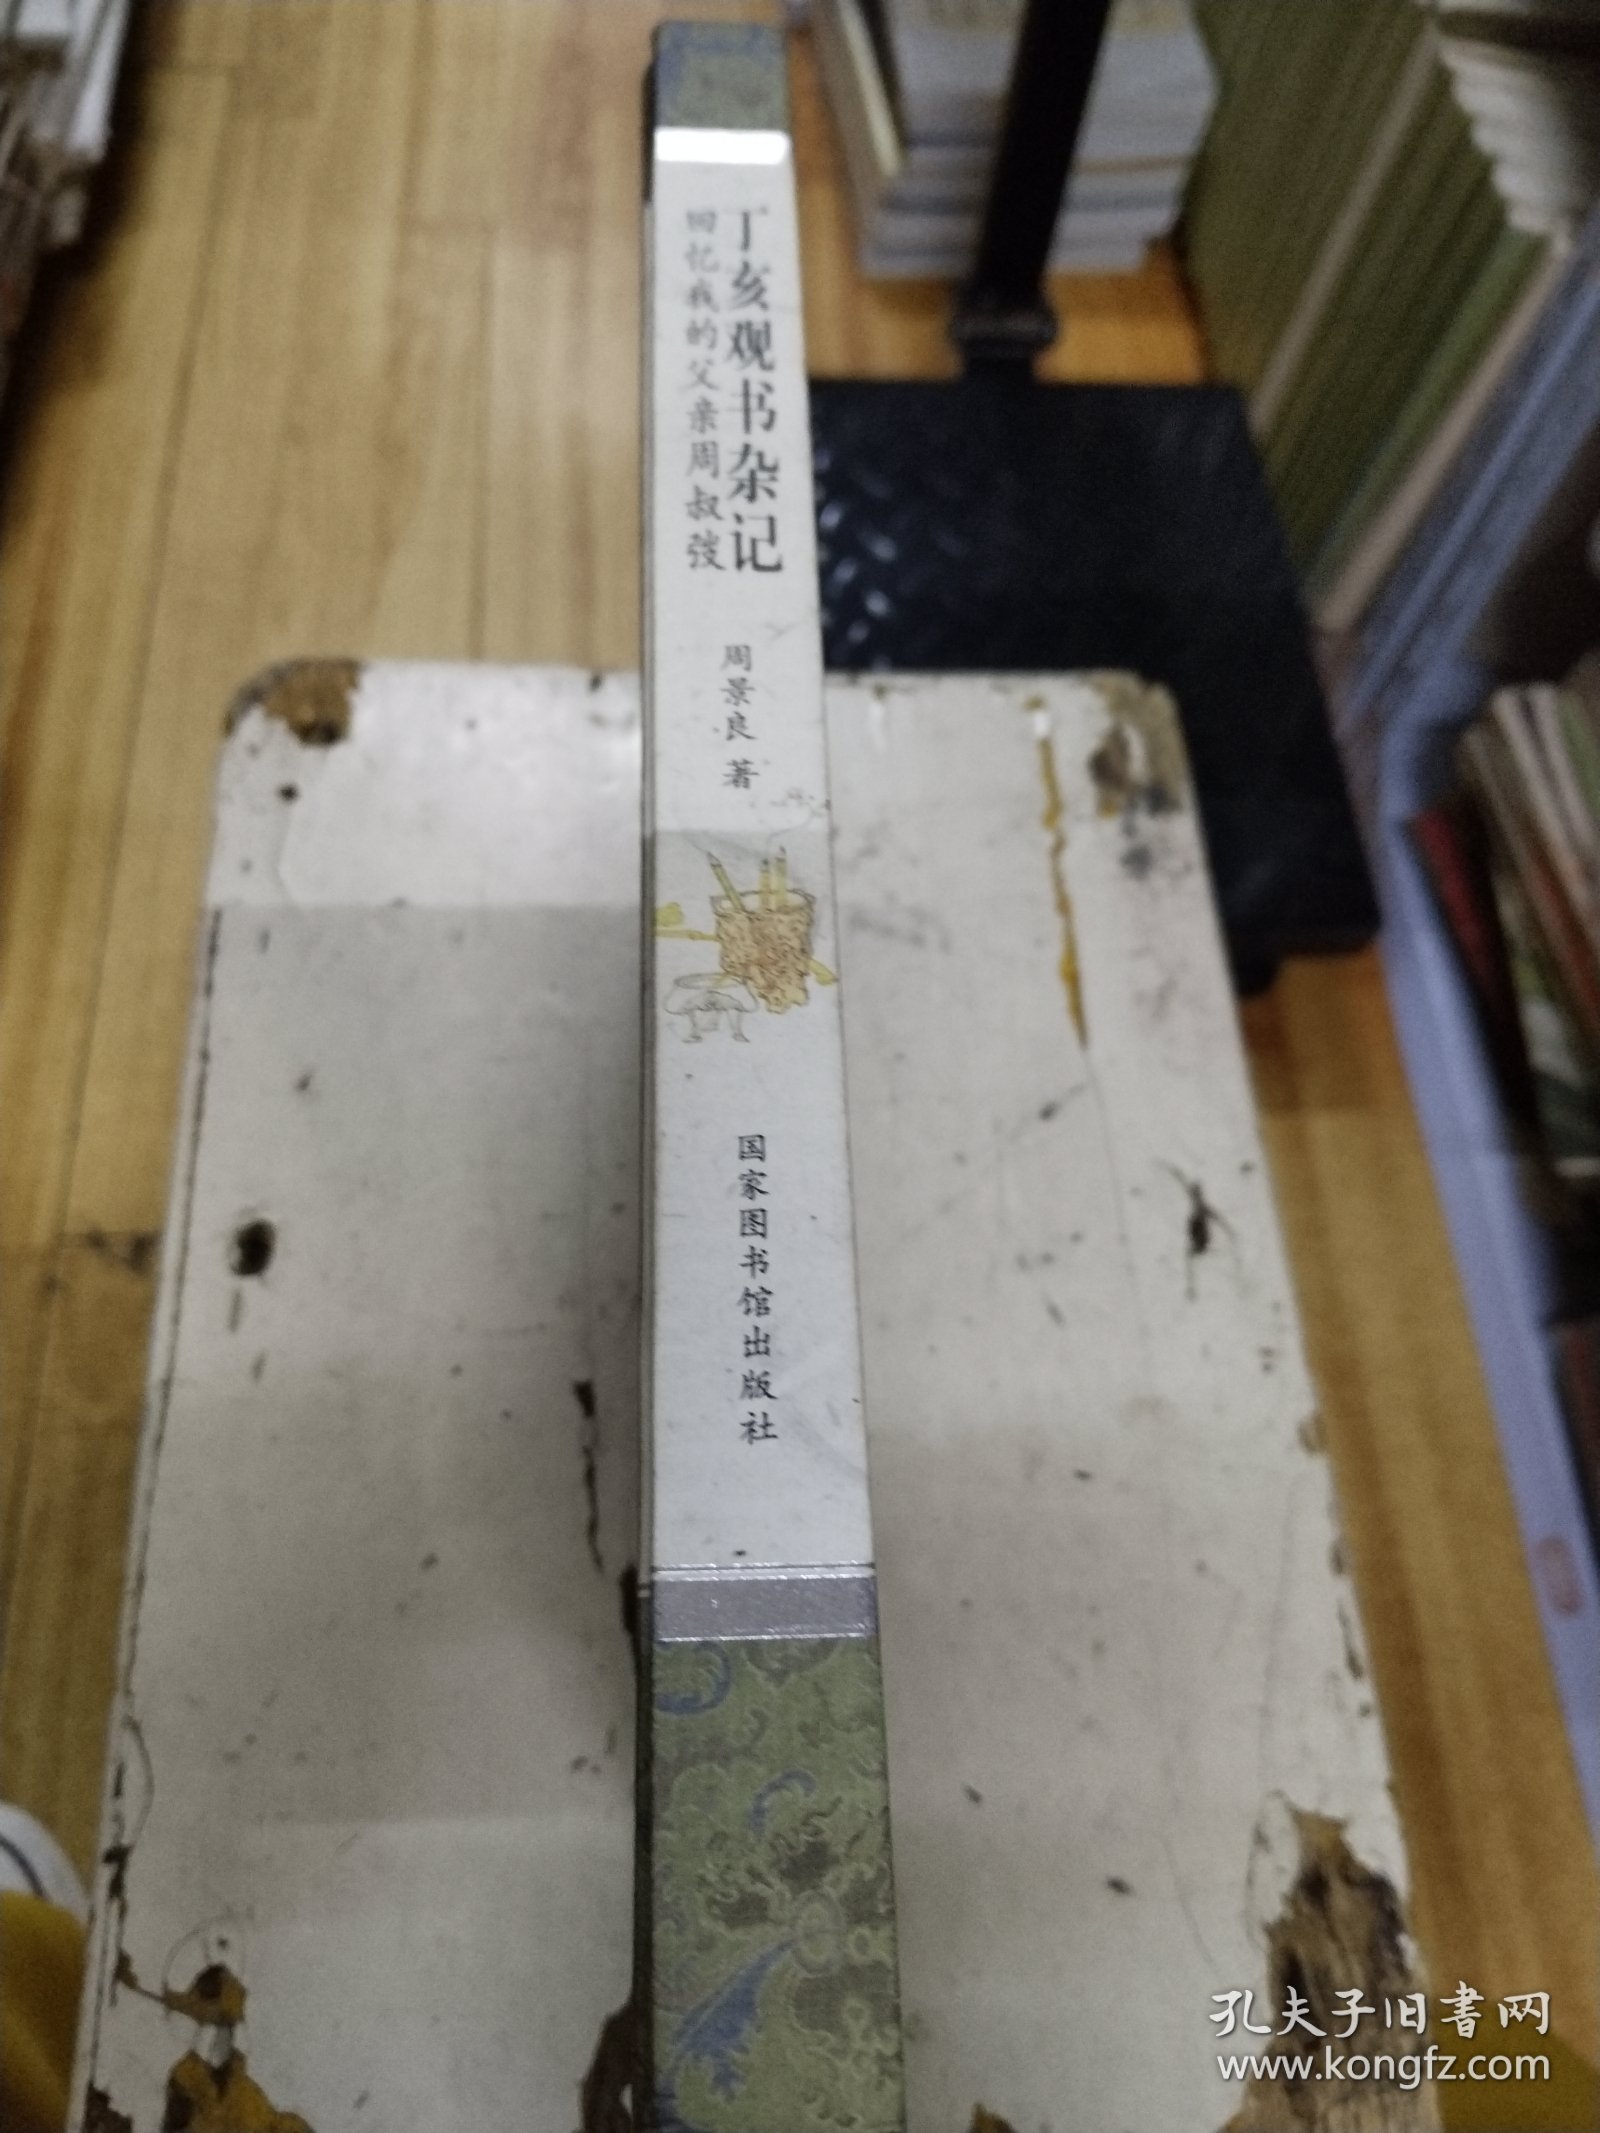 丁亥观书杂记
回忆我的父亲周叔弢
周景良 著
国家图书馆出版社
孔夫子旧書网
www.kongfz.com